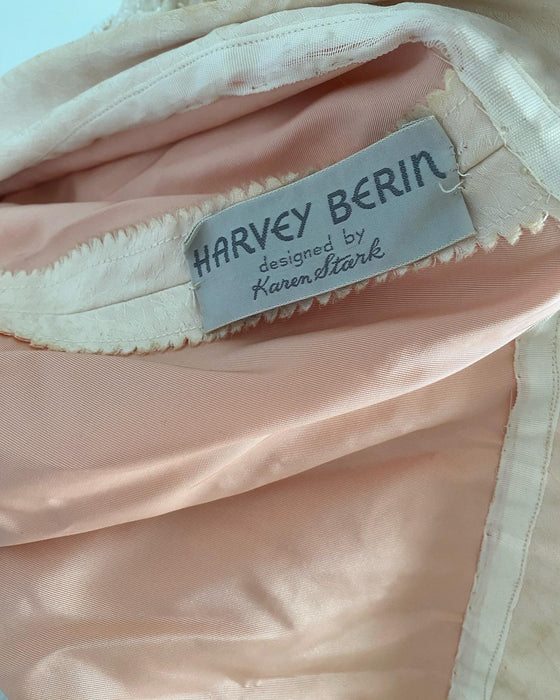 HARVEY BERIN
designed by
Karen Stark